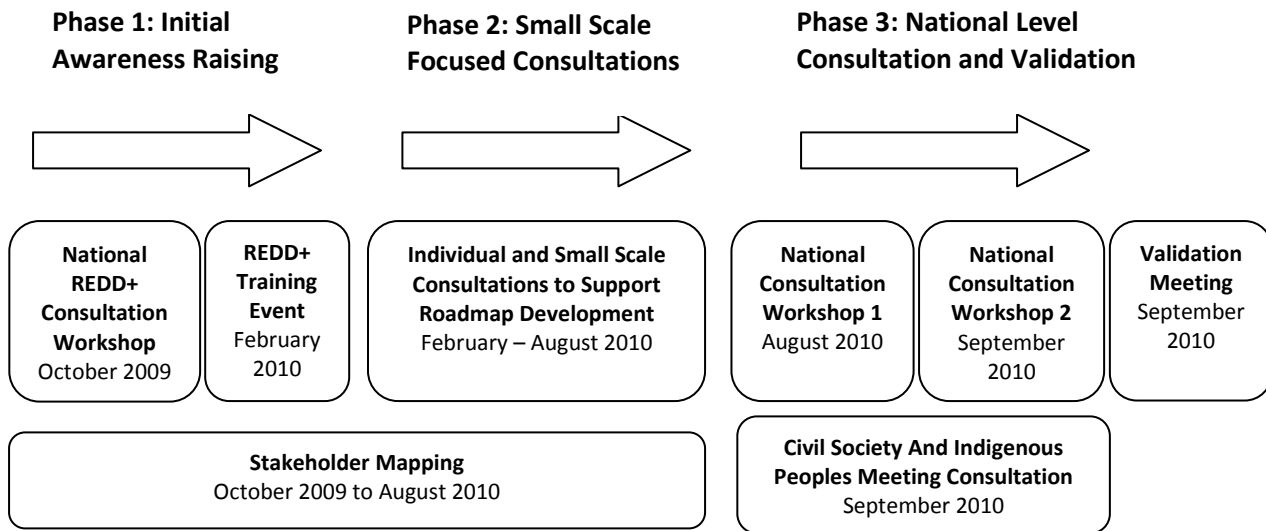 Phase 1: Initial
Awareness Raising
Phase 2: Small Scale
Focused Consultations
Phase 3: National Level
Consultation and Validation
National
REDD+
Consultation
Workshop
October 2009
REDD+
Training
Event
February
2010
Individual and Small Scale
Consultations to Support
Roadmap Development
February – August 2010
National
Consultation
Workshop 1
August 2010
National
Consultation
Workshop 2
September
2010
Validation
Meeting
September
2010
Stakeholder Mapping
October 2009 to August 2010
Civil Society And Indigenous
Peoples Meeting Consultation
September 2010